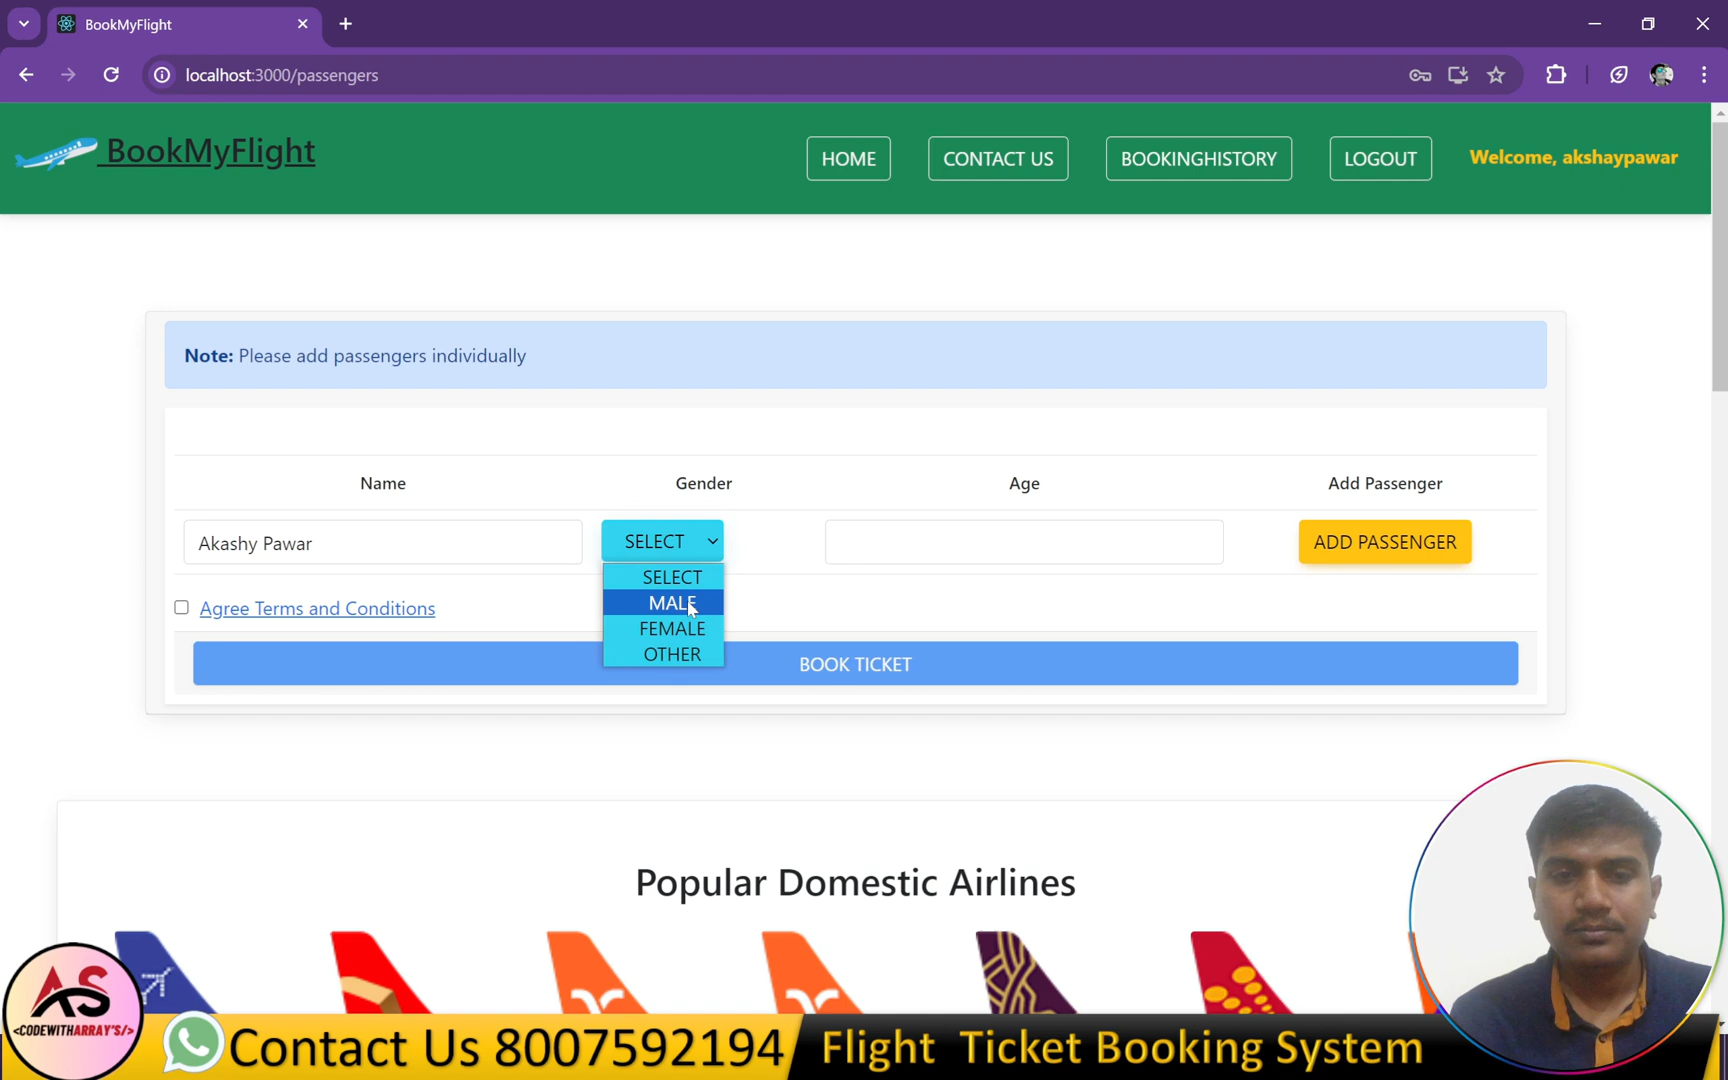 BookMyFlight
localhost:3000/passengers
BookMyFlight
HOME
CONTACT US
BOOKINGHISTORY
LOGOUT
Welcome, akshaypawar
Note: Please add passengers individually
Name
Gender
Age
Add Passenger
Akashy Pawar
SELECT
ADD PASSENGER
SELECT
MALE
FEMALE
OTHER
Agree Terms and Conditions
BOOK TICKET
Popular Domestic Airlines
AS
<CODEWITHARRAY'S/>
Contact Us 8007592194
Flight Ticket Booking System